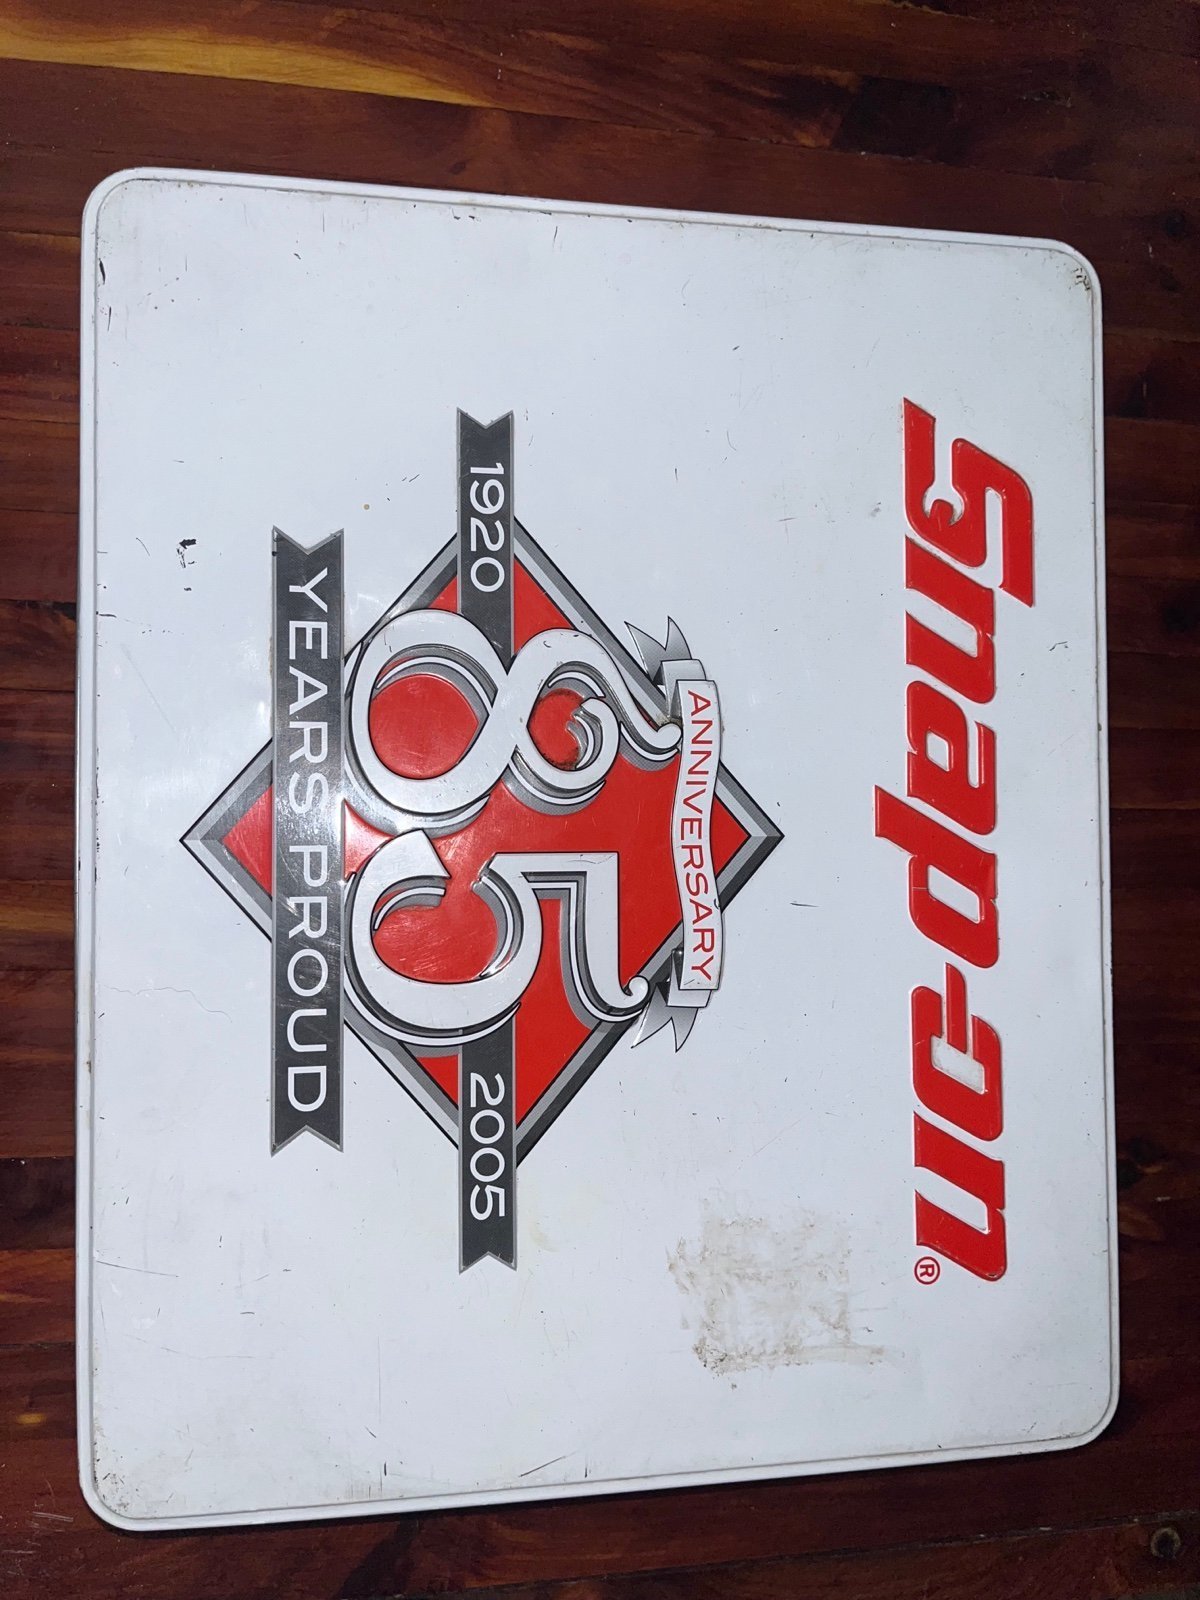 Snap-on®
ANNIVERSARY
85
1920 2005
YEARS PROUD